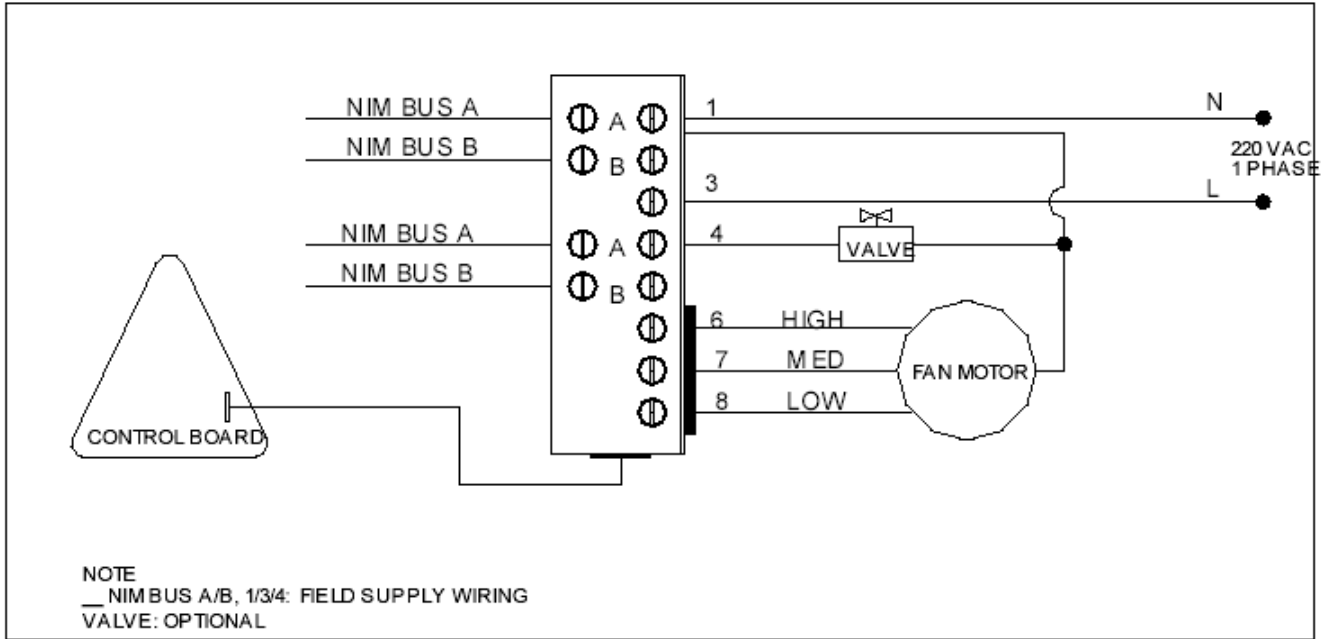 NIM BUS A
A
1
N
NIM BUS B
B
220 VAC
1 PHASE
3
L
NIM BUS A
A
4
VALVE
NIM BUS B
B
6
HIGH
7
MED
FAN MOTOR
8
LOW
CONTROL BOARD
NOTE
__ NIM BUS A/B, 1/3/4: FIELD SUPPLY WIRING
VALVE: OPTIONAL